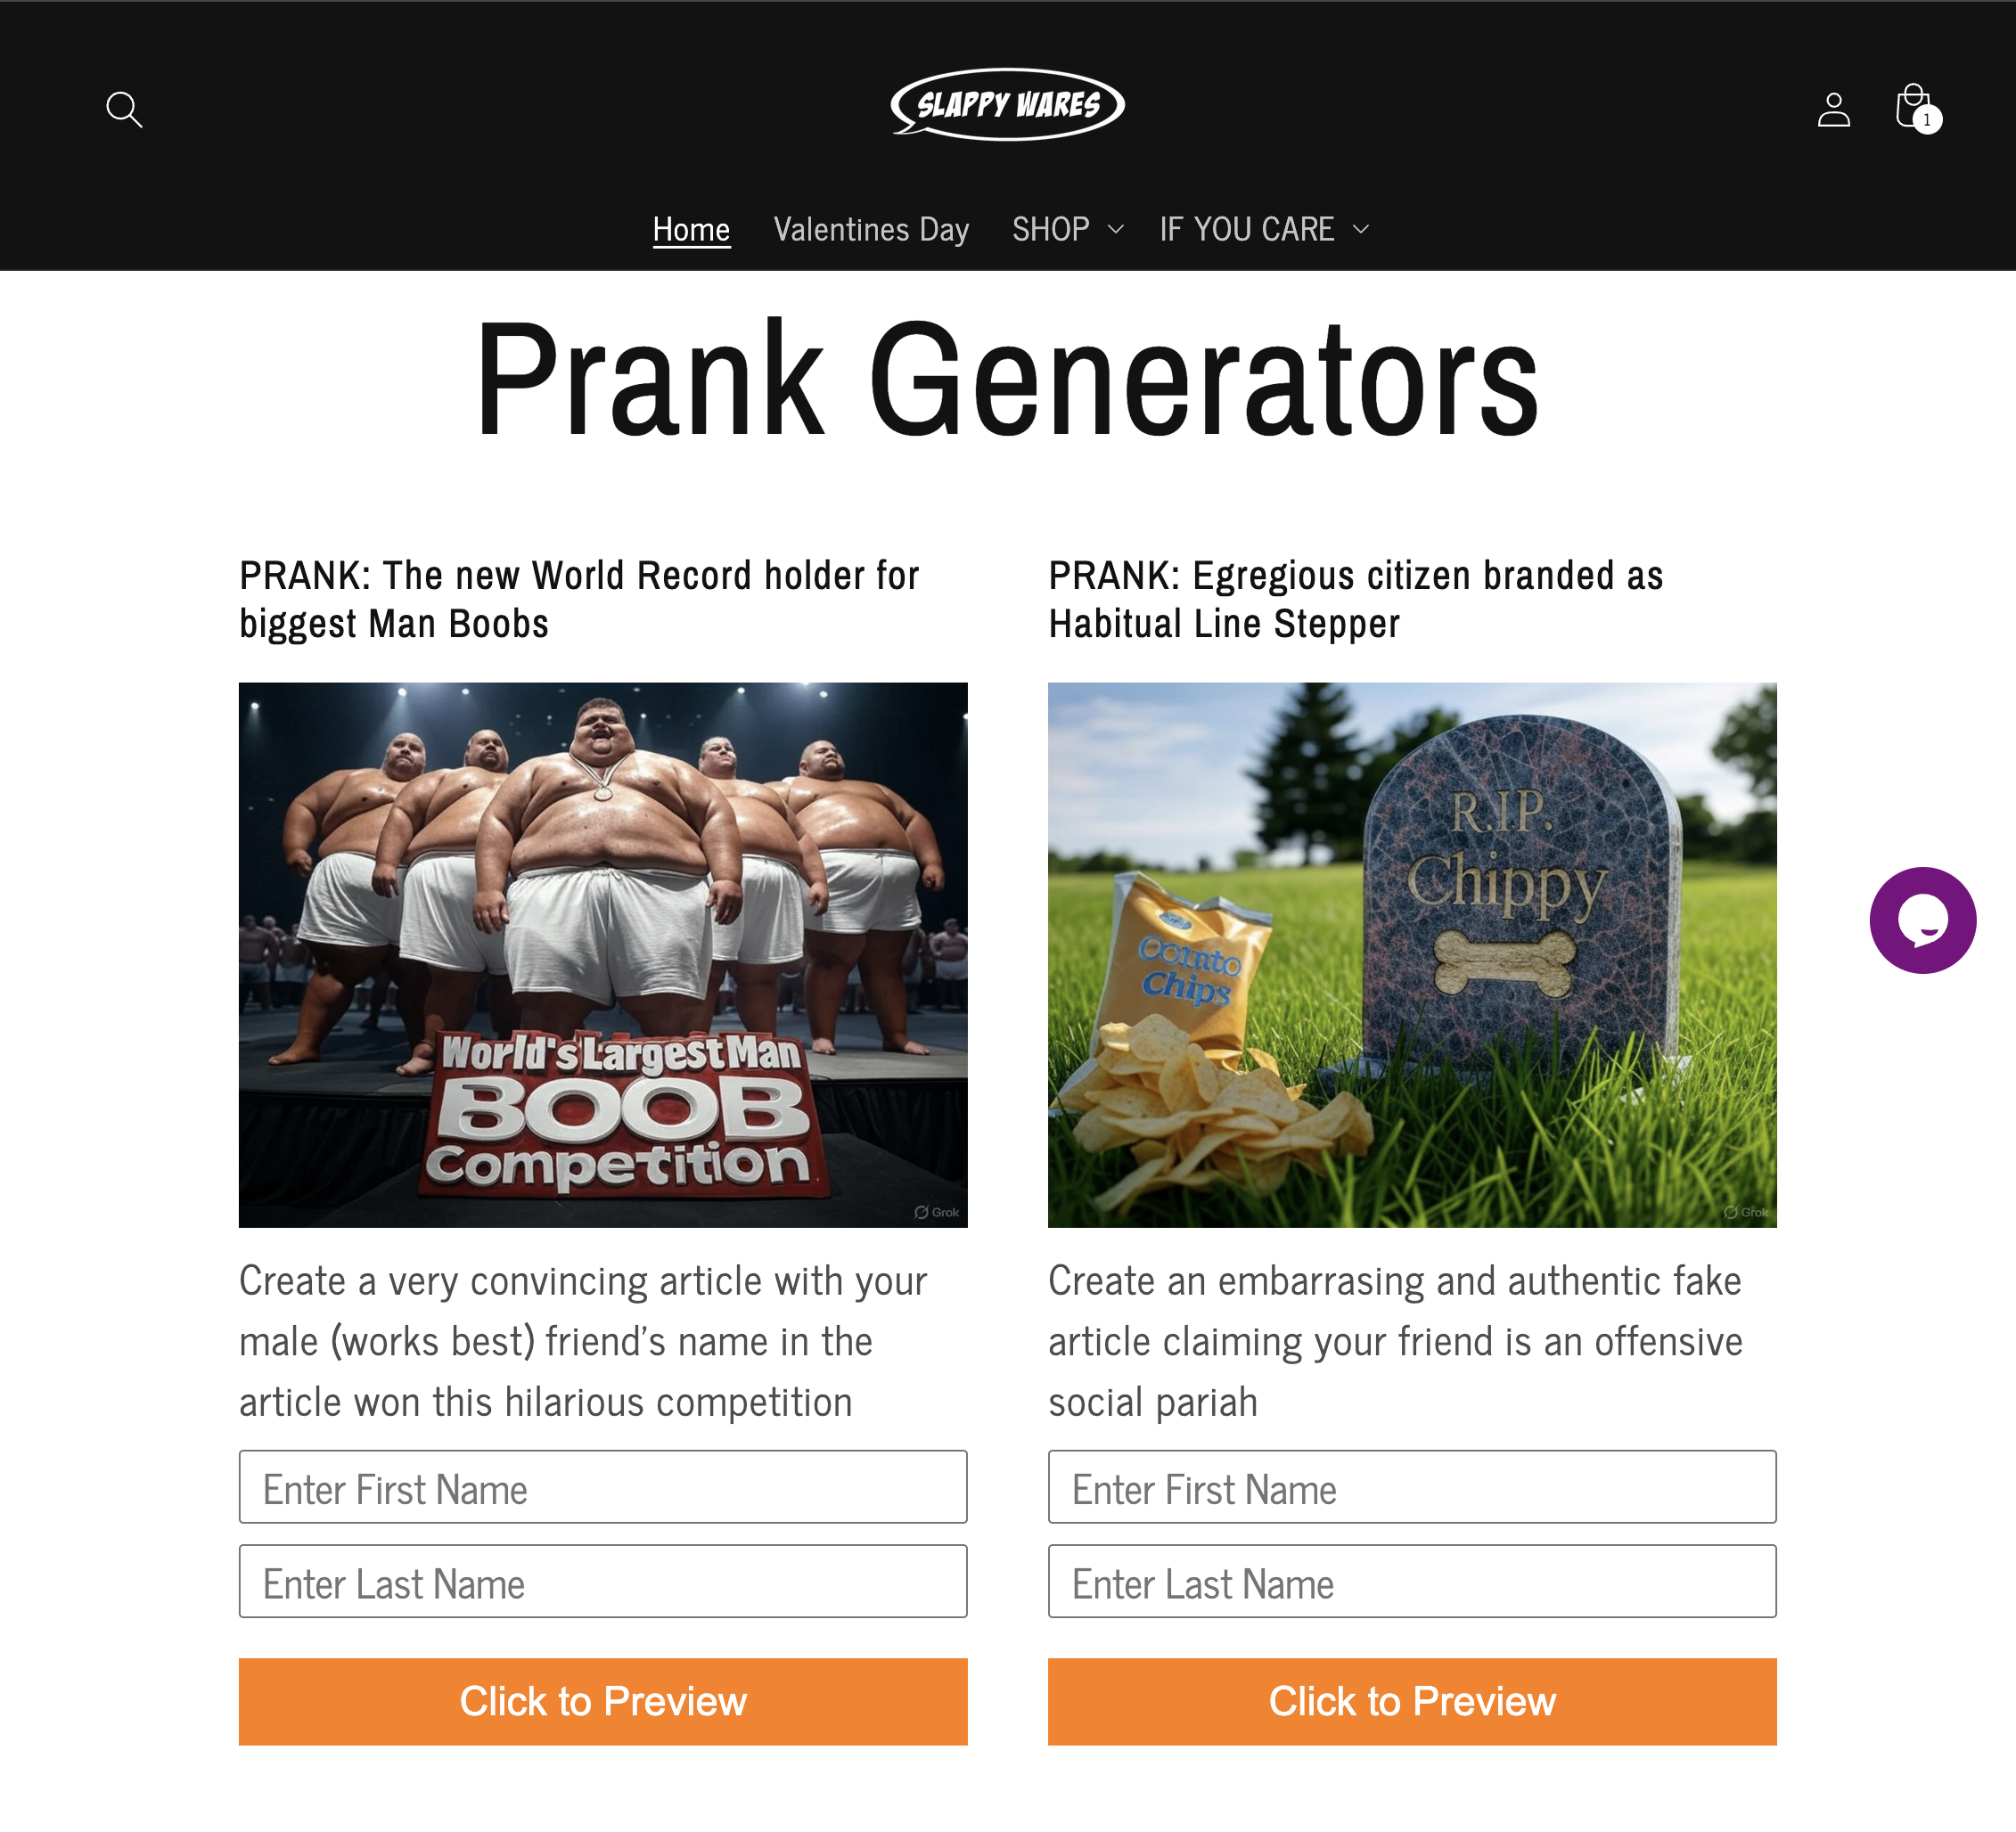 SLAPPY WARES
1
Home Valentines Day SHOP IF YOU CARE
Prank Generators
PRANK: The new World Record holder for
biggest Man Boobs
World's Largest Man
BOOB
Competition
Grok
Create a very convincing article with your
male (works best) friend's name in the
article won this hilarious competition
Enter First Name
Enter Last Name
Click to Preview
PRANK: Egregious citizen branded as
Habitual Line Stepper
R.I.P.
Chippy
Chips
Grok
Create an embarrasing and authentic fake
article claiming your friend is an offensive
social pariah
Enter First Name
Enter Last Name
Click to Preview